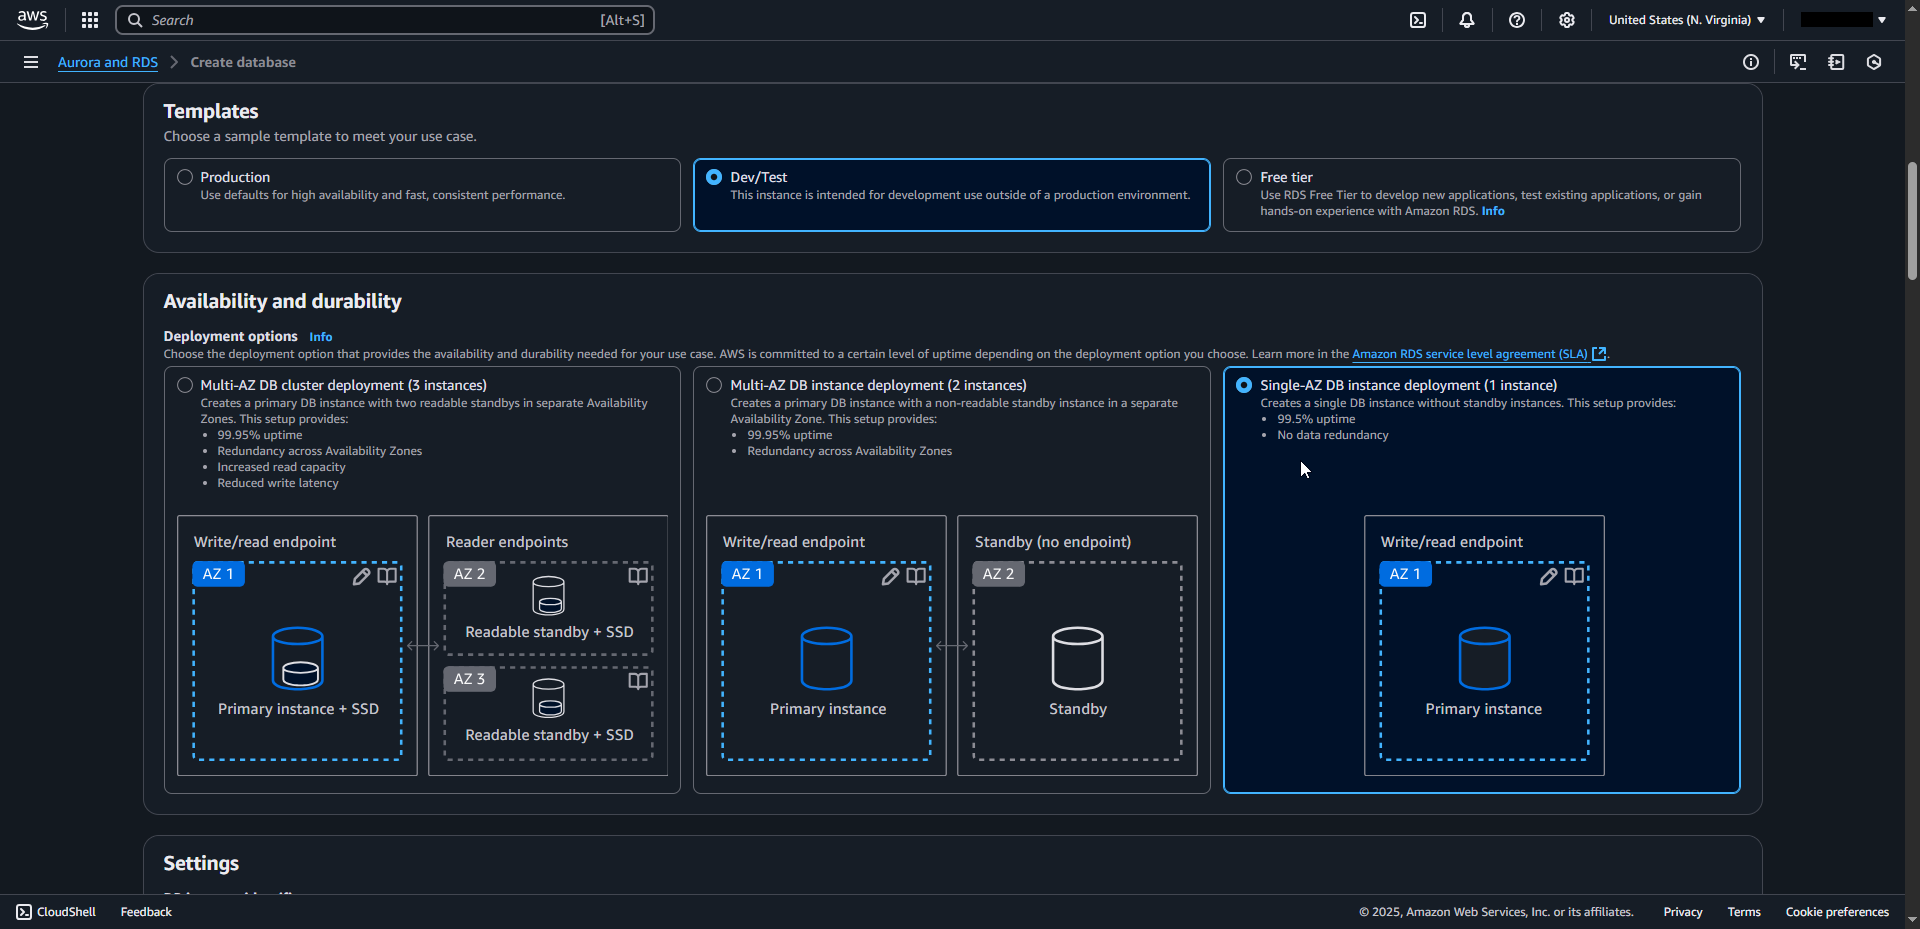 aws
Search [Alt+S]
United States (N. Virginia)
Aurora and RDS
Create database
Templates
Choose a sample template to meet your use case.
Production
Use defaults for high availability and fast, consistent performance.
Dev/Test
This instance is intended for development use outside of a production environment.
Free tier
Use RDS Free Tier to develop new applications, test existing applications, or gain
hands-on experience with Amazon RDS. Info
Availability and durability
Deployment options Info
Choose the deployment option that provides the availability and durability needed for your use case. AWS is committed to a certain level of uptime depending on the deployment option you choose. Learn more in the Amazon RDS service level agreement (SLA).
Multi-AZ DB cluster deployment (3 instances)
Creates a primary DB instance with two readable standbys in separate Availability
Zones. This setup provides:
• 99.95% uptime
• Redundancy across Availability Zones
• Increased read capacity
• Reduced write latency
Write/read endpoint
AZ 1
Primary instance + SSD
Reader endpoints
AZ 2
Readable standby + SSD
AZ 3
Readable standby + SSD
Multi-AZ DB instance deployment (2 instances)
Creates a primary DB instance with a non-readable standby instance in a separate
Availability Zone. This setup provides:
• 99.95% uptime
• Redundancy across Availability Zones
Write/read endpoint
AZ 1
Primary instance
Standby (no endpoint)
AZ 2
Standby
Single-AZ DB instance deployment (1 instance)
Creates a single DB instance without standby instances. This setup provides:
• 99.5% uptime
• No data redundancy
Write/read endpoint
AZ 1
Primary instance
Settings
CloudShell
Feedback
© 2025, Amazon Web Services, Inc. or its affiliates.
Privacy
Terms
Cookie preferences